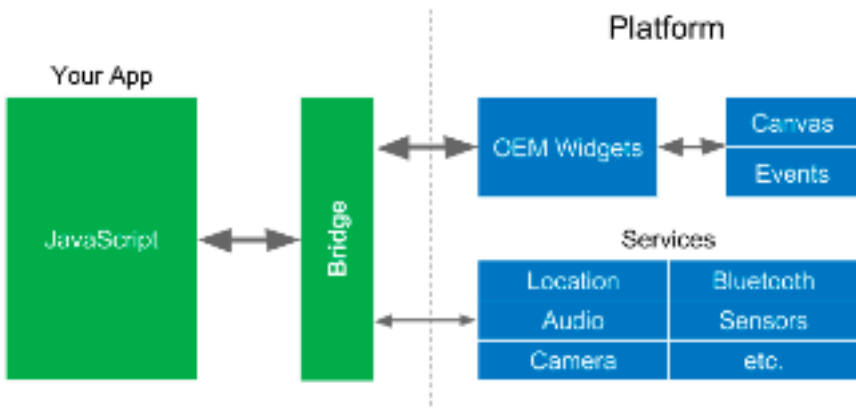 Platform
Your App
JavaScript
Bridge
OEM Widgets
Canvas
Events
Services
Location
Bluetooth
Audio
Sensors
Camera
etc.